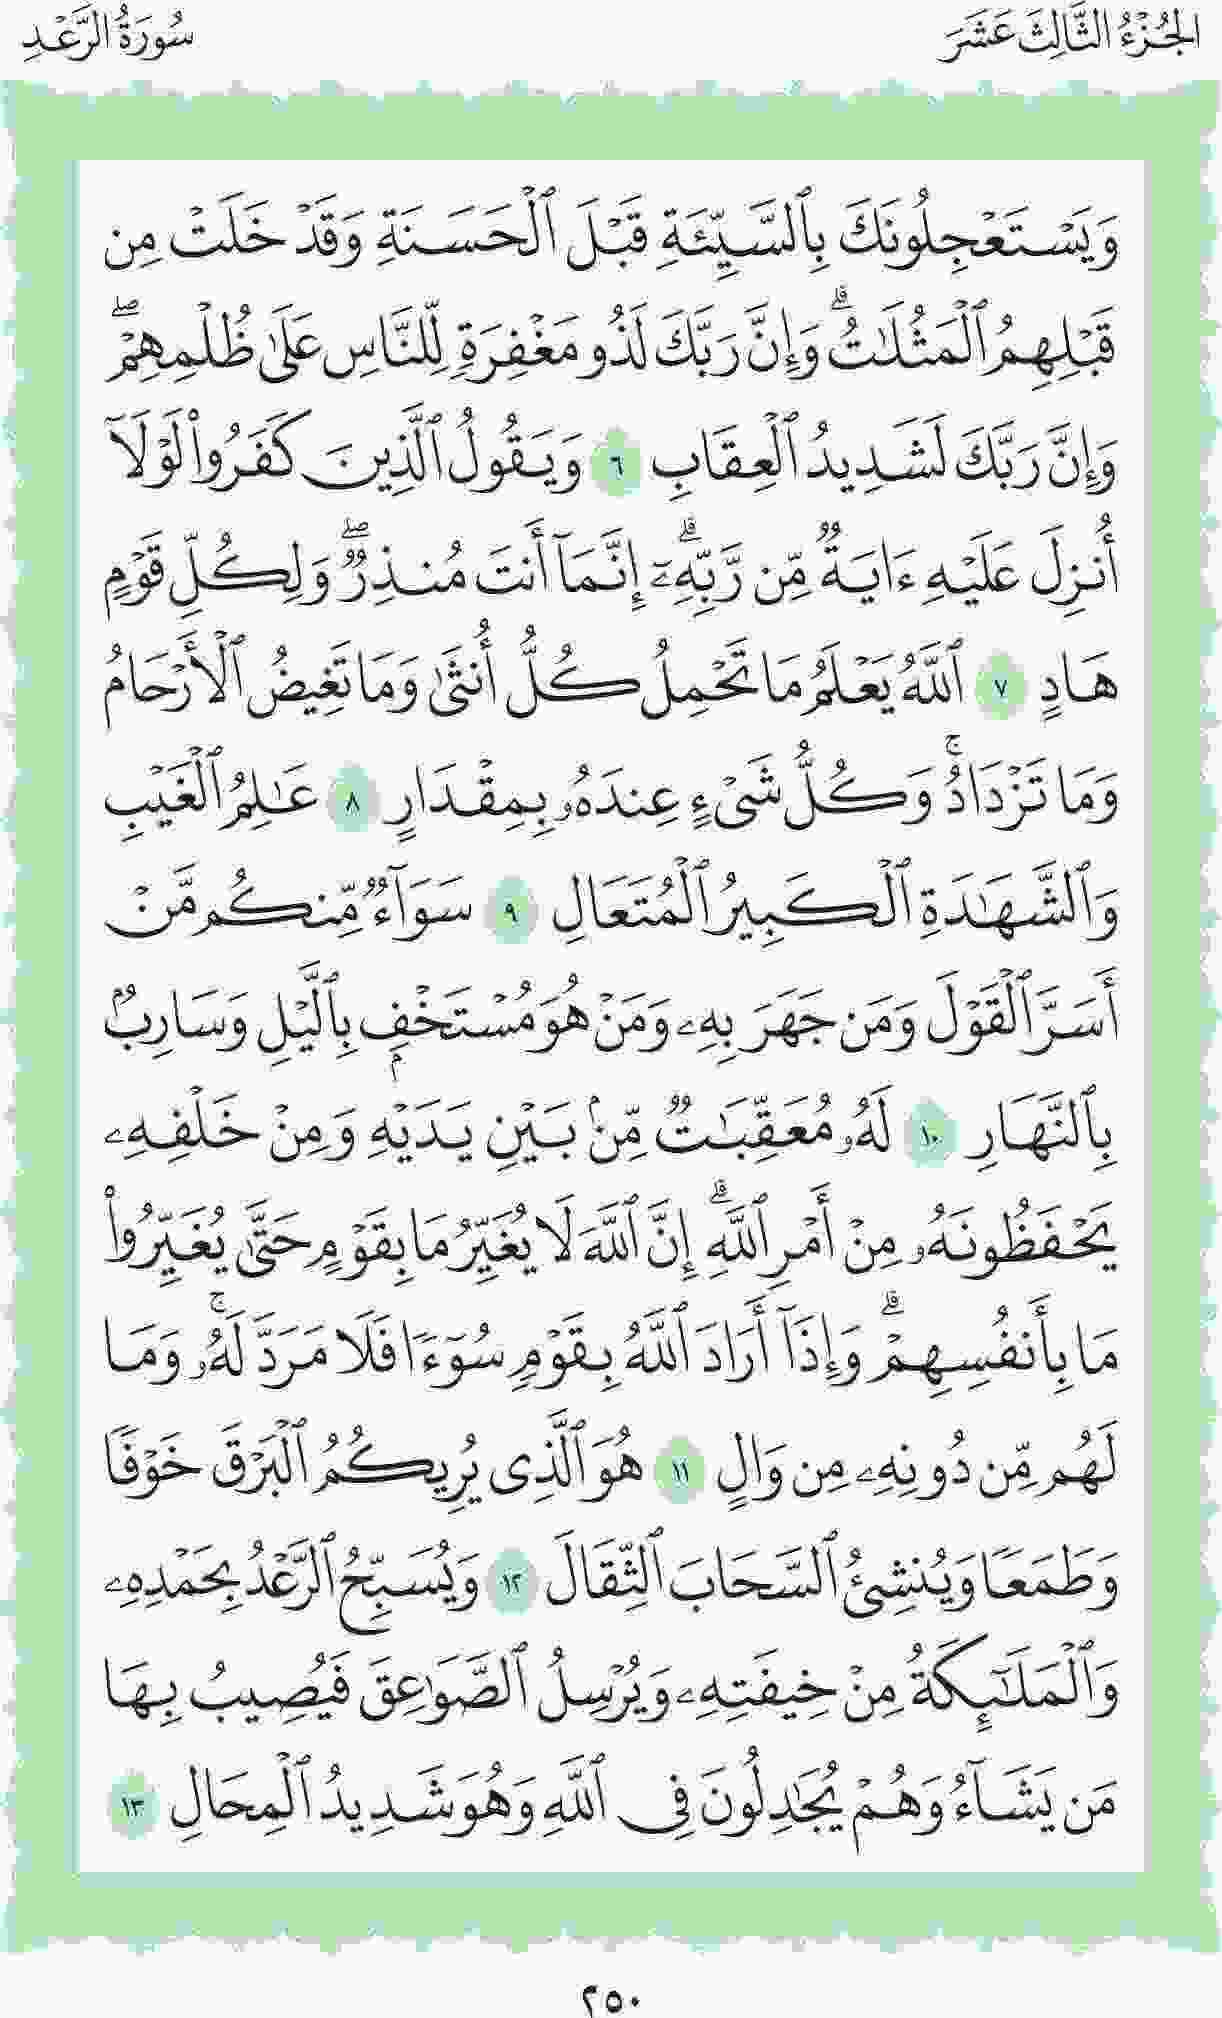 الجُزْءُ الثَّالِثَ عَشَرَ
سُورَةُ الرَّعْدِ
وَيَسْتَعْجِلُونَكَ بِٱلسَّيِّئَةِ قَبْلَ ٱلْحَسَنَةِ وَقَدْ خَلَتْ مِن
قَبْلِهِمُ ٱلْمَثُلَٰتُۗ وَإِنَّ رَبَّكَ لَذُو مَغْفِرَةٍ لِّلنَّاسِ عَلَىٰ ظُلْمِهِمْۖ
وَإِنَّ رَبَّكَ لَشَدِيدُ ٱلْعِقَابِ ٦ وَيَقُولُ ٱلَّذِينَ كَفَرُوا۟ لَوْلَآ
أُنزِلَ عَلَيْهِ ءَايَةٌ مِّن رَّبِّهِۦٓۗ إِنَّمَآ أَنتَ مُنذِرٌۖ وَلِكُلِّ قَوْمٍ
هَادٍ ٧ ٱللَّهُ يَعْلَمُ مَا تَحْمِلُ كُلُّ أُنثَىٰ وَمَا تَغِيضُ ٱلْأَرْحَامُ
وَمَا تَزْدَادُۚ وَكُلُّ شَىْءٍ عِندَهُۥ بِمِقْدَارٍ ٨ عَٰلِمُ ٱلْغَيْبِ
وَٱلشَّهَٰدَةِ ٱلْكَبِيرُ ٱلْمُتَعَالِ ٩ سَوَآءٌ مِّنكُم مَّنْ
أَسَرَّ ٱلْقَوْلَ وَمَن جَهَرَ بِهِۦ وَمَنْ هُوَ مُسْتَخْفٍۭ بِٱلَّيْلِ وَسَارِبٌۢ
بِٱلنَّهَارِ ١٠ لَهُۥ مُعَقِّبَٰتٌ مِّنۢ بَيْنِ يَدَيْهِ وَمِنْ خَلْفِهِۦ
يَحْفَظُونَهُۥ مِنْ أَمْرِ ٱللَّهِۗ إِنَّ ٱللَّهَ لَا يُغَيِّرُ مَا بِقَوْمٍ حَتَّىٰ يُغَيِّرُوا۟
مَا بِأَنفُسِهِمْۗ وَإِذَآ أَرَادَ ٱللَّهُ بِقَوْمٍ سُوٓءًا فَلَا مَرَدَّ لَهُۥۚ وَمَا
لَهُم مِّن دُونِهِۦ مِن وَالٍ ١١ هُوَ ٱلَّذِى يُرِيكُمُ ٱلْبَرْقَ خَوْفًا
وَطَمَعًا وَيُنشِئُ ٱلسَّحَابَ ٱلثِّقَالَ ١٢ وَيُسَبِّحُ ٱلرَّعْدُ بِحَمْدِهِۦ
وَٱلْمَلَٰٓئِكَةُ مِنْ خِيفَتِهِۦ وَيُرْسِلُ ٱلصَّوَٰعِقَ فَيُصِيبُ بِهَا
مَن يَشَآءُ وَهُمْ يُجَٰدِلُونَ فِى ٱللَّهِ وَهُوَ شَدِيدُ ٱلْمِحَالِ ١٣
٢٥٠